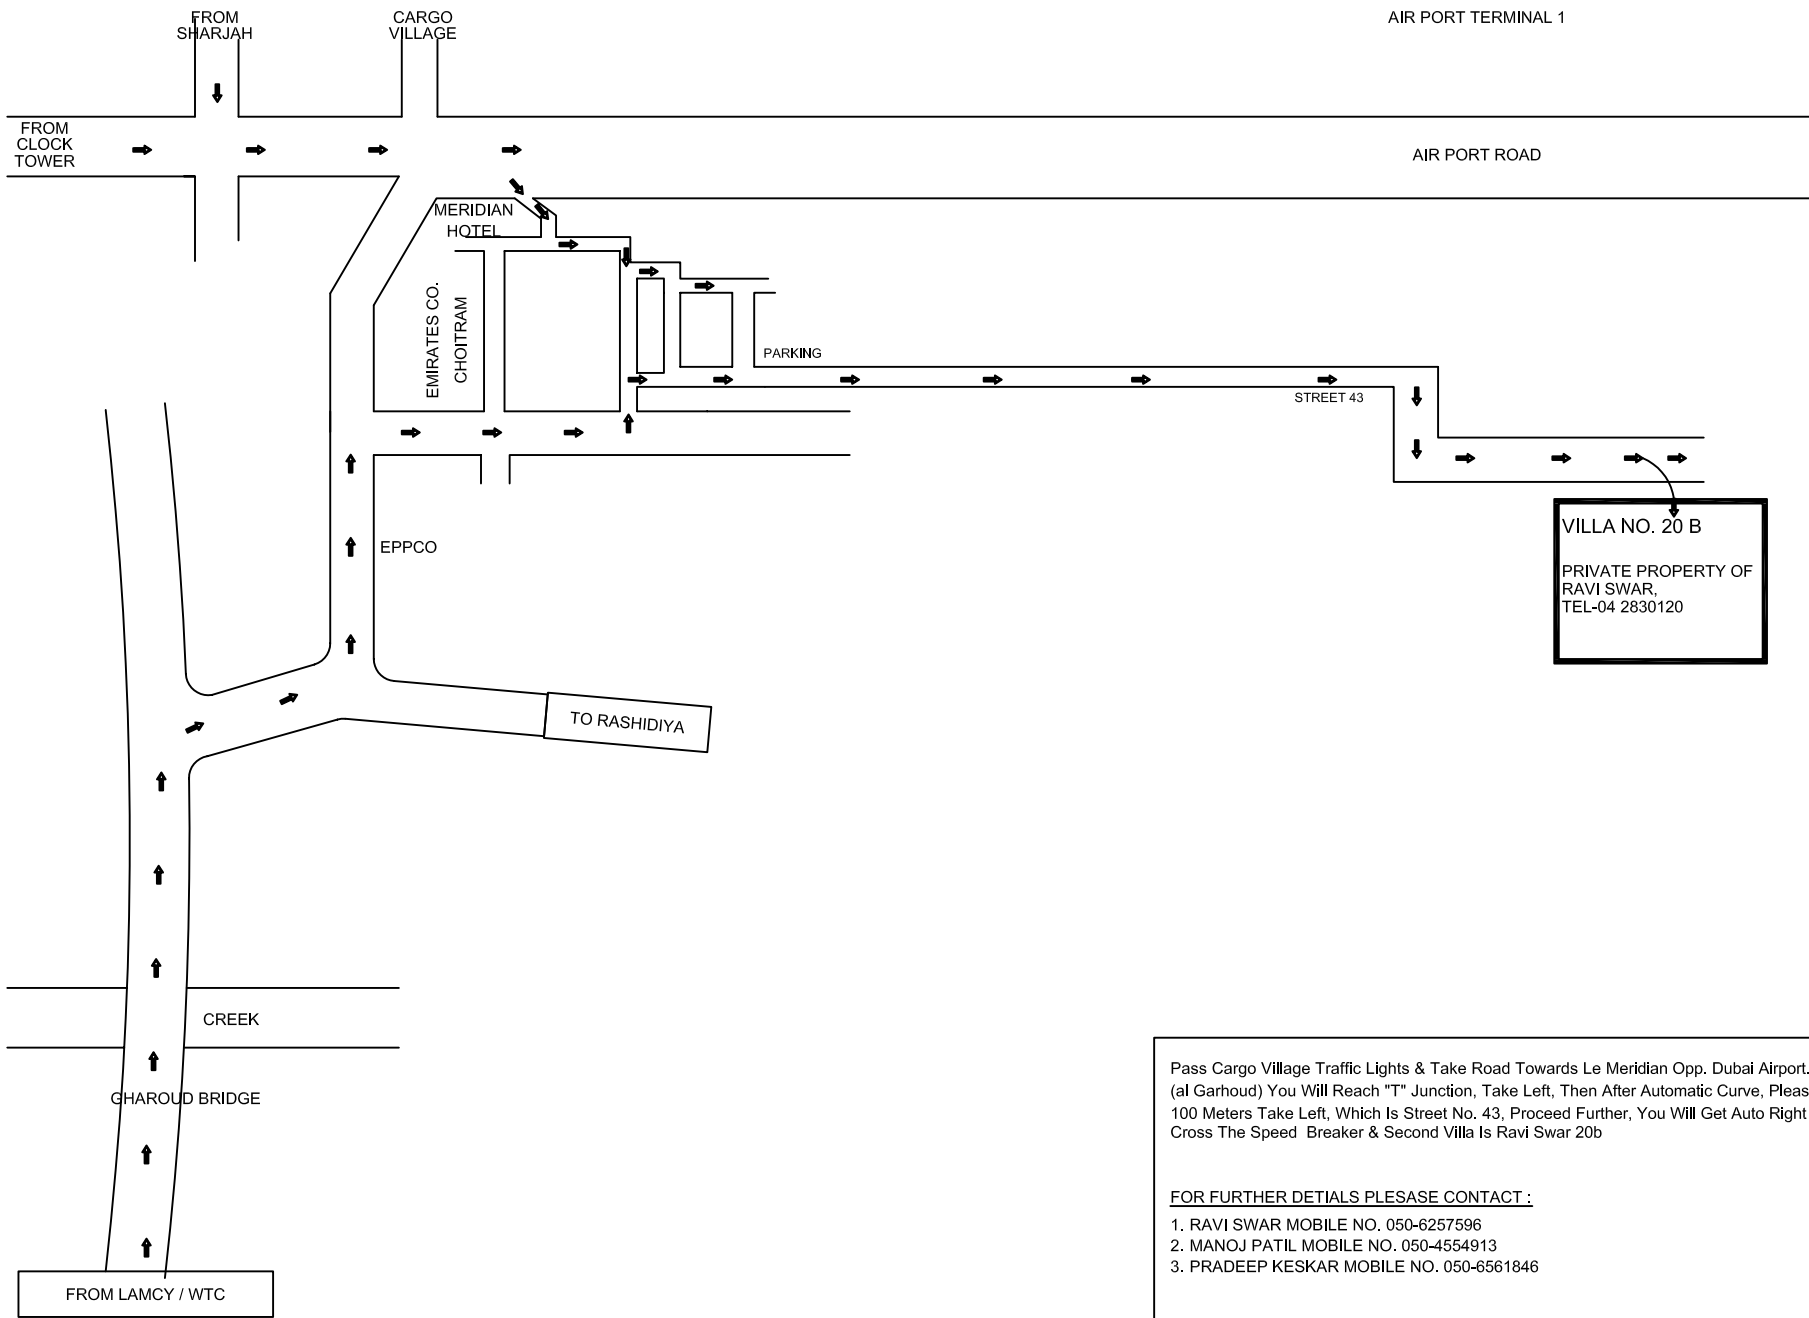 FROM
SHARJAH
CARGO
VILLAGE
AIR PORT TERMINAL 1
FROM
CLOCK
TOWER
AIR PORT ROAD
MERIDIAN
HOTEL
EMIRATES CO.
CHOITRAM
PARKING
STREET 43
EPPCO
VILLA NO. 20 B
PRIVATE PROPERTY OF
RAVI SWAR,
TEL-04 2830120
TO RASHIDIYA
CREEK
GHAROUD BRIDGE
FROM LAMCY / WTC
Pass Cargo Village Traffic Lights & Take Road Towards Le Meridian Opp. Dubai Airport.
(al Garhoud) You Will Reach "T" Junction, Take Left, Then After Automatic Curve, Pleas
100 Meters Take Left, Which Is Street No. 43, Proceed Further, You Will Get Auto Right
Cross The Speed Breaker & Second Villa Is Ravi Swar 20b
FOR FURTHER DETIALS PLESASE CONTACT :
1. RAVI SWAR MOBILE NO. 050-6257596
2. MANOJ PATIL MOBILE NO. 050-4554913
3. PRADEEP KESKAR MOBILE NO. 050-6561846